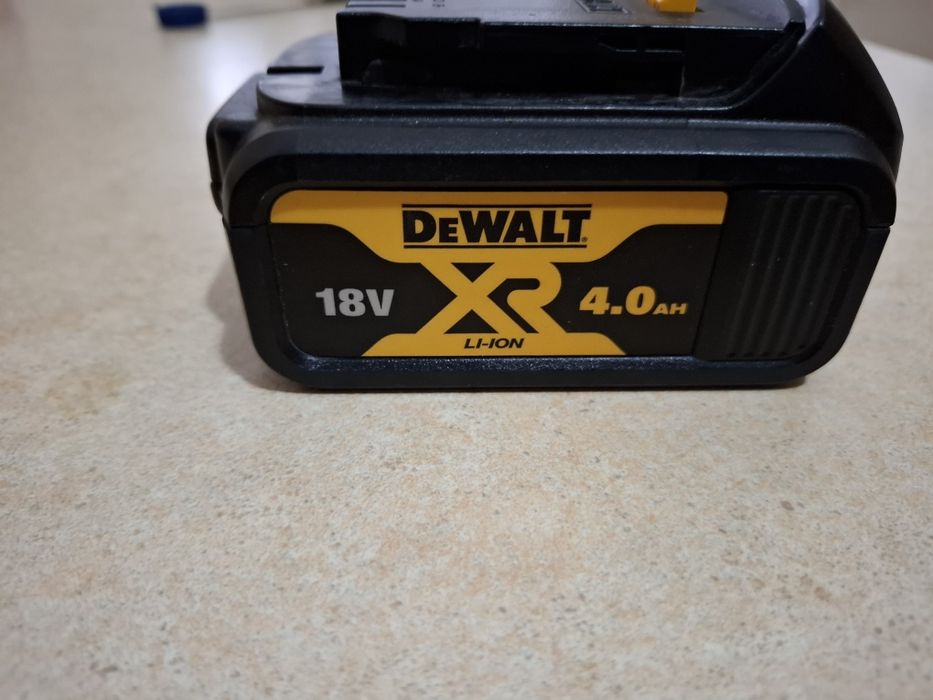 DEWALT
18V
XR
4.0AH
LI-ION